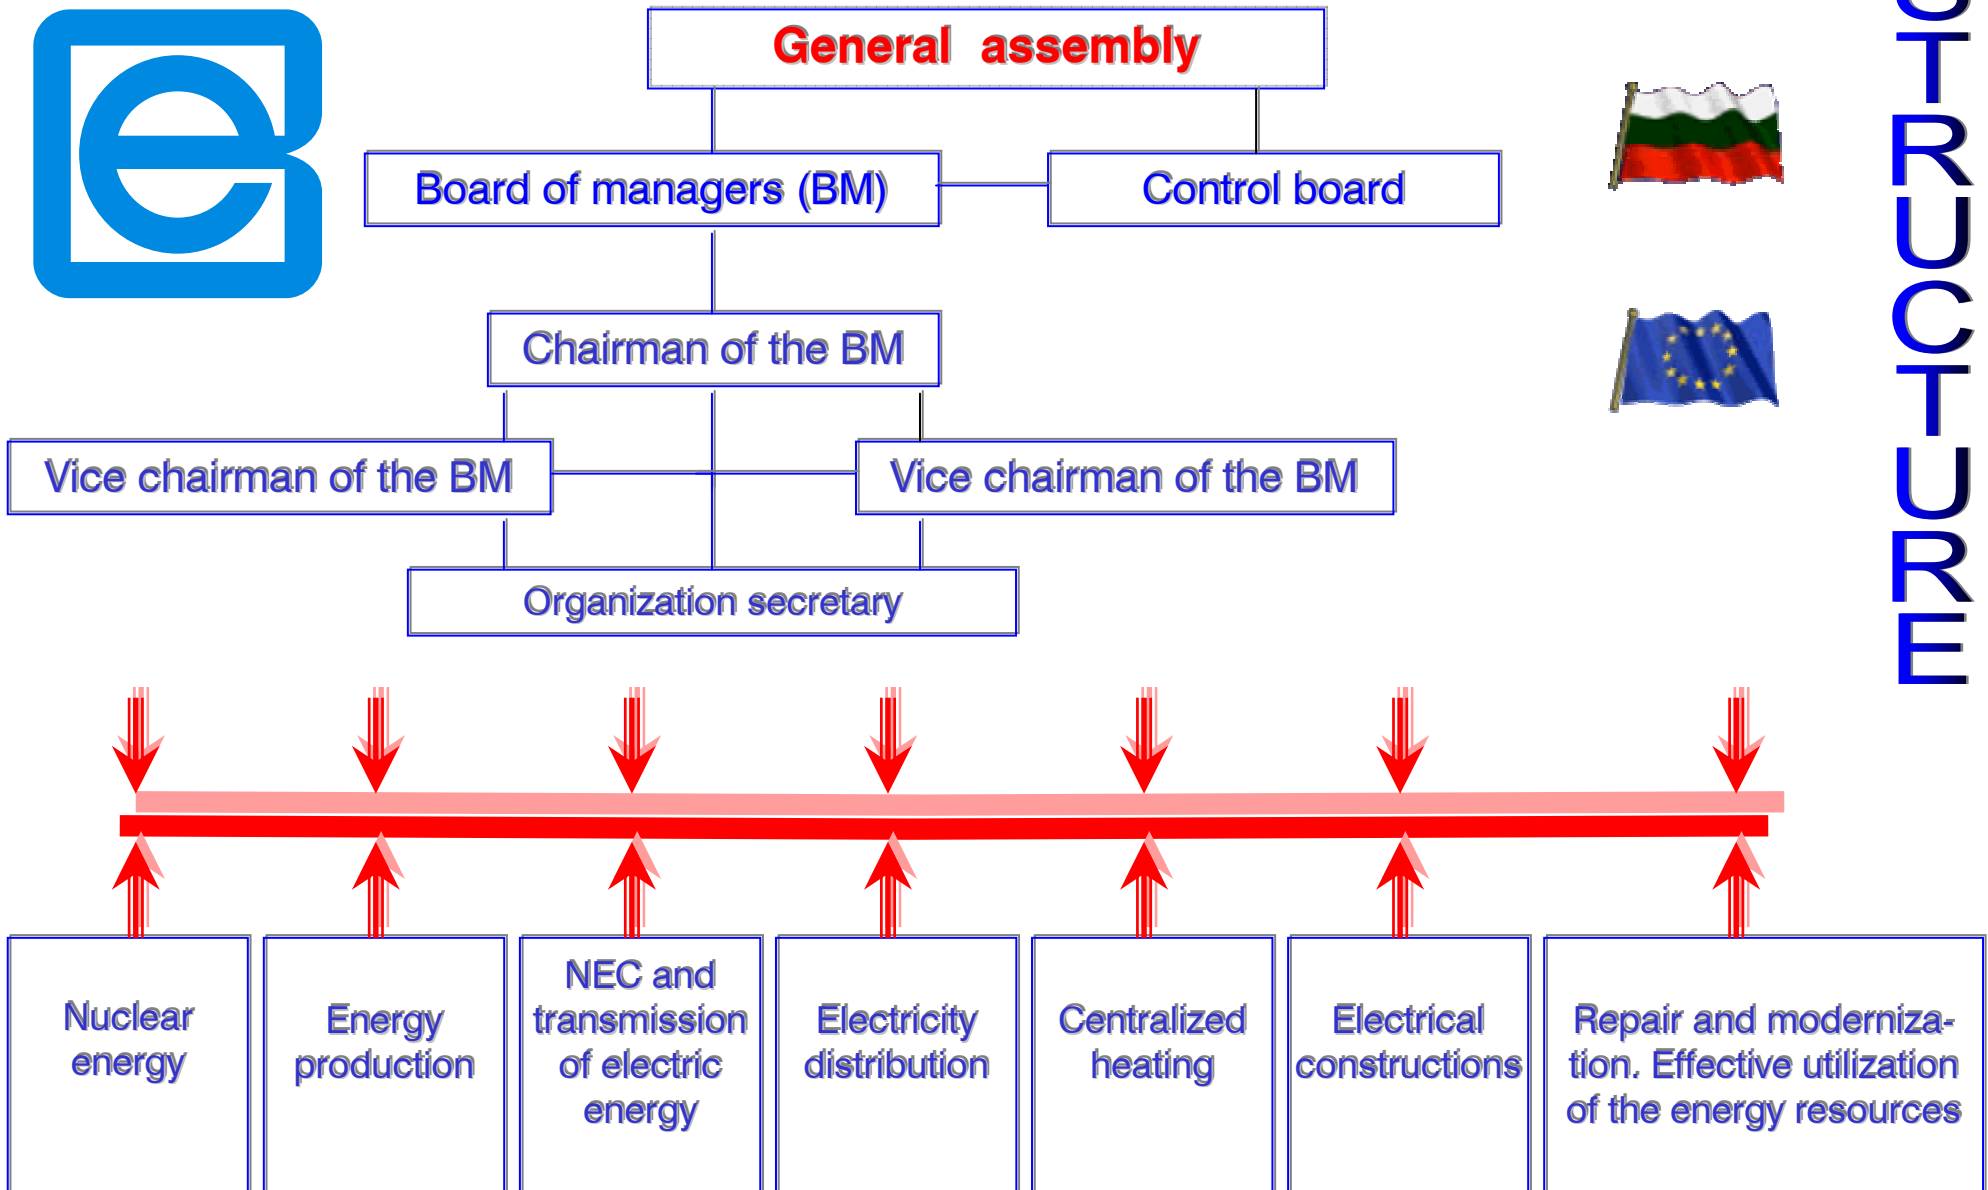 General assembly
Board of managers (BM)
Control board
Chairman of the BM
Vice chairman of the BM
Vice chairman of the BM
Organization secretary
STRUCTURE
Nuclear
energy
Energy
production
NEC and
transmission
of electric
energy
Electricity
distribution
Centralized
heating
Electrical
constructions
Repair and moderniza-
tion. Effective utilization
of the energy resources